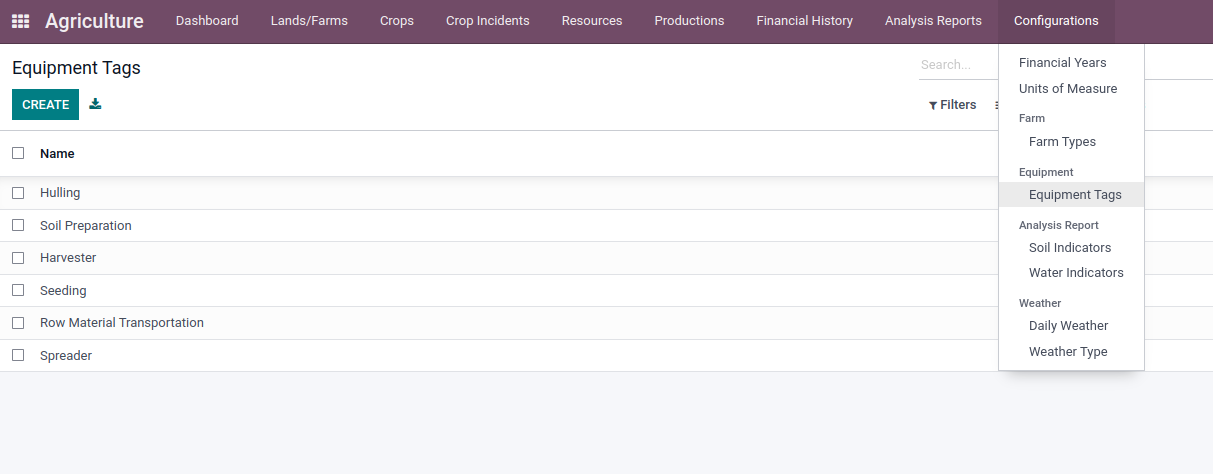 Agriculture Dashboard Lands/Farms Crops Crop Incidents Resources Productions Financial History Analysis Reports Configurations
Equipment Tags
Search...
CREATE
Filters
Name
Hulling
Soil Preparation
Harvester
Seeding
Row Material Transportation
Spreader
Financial Years
Units of Measure
Farm
Farm Types
Equipment
Equipment Tags
Analysis Report
Soil Indicators
Water Indicators
Weather
Daily Weather
Weather Type